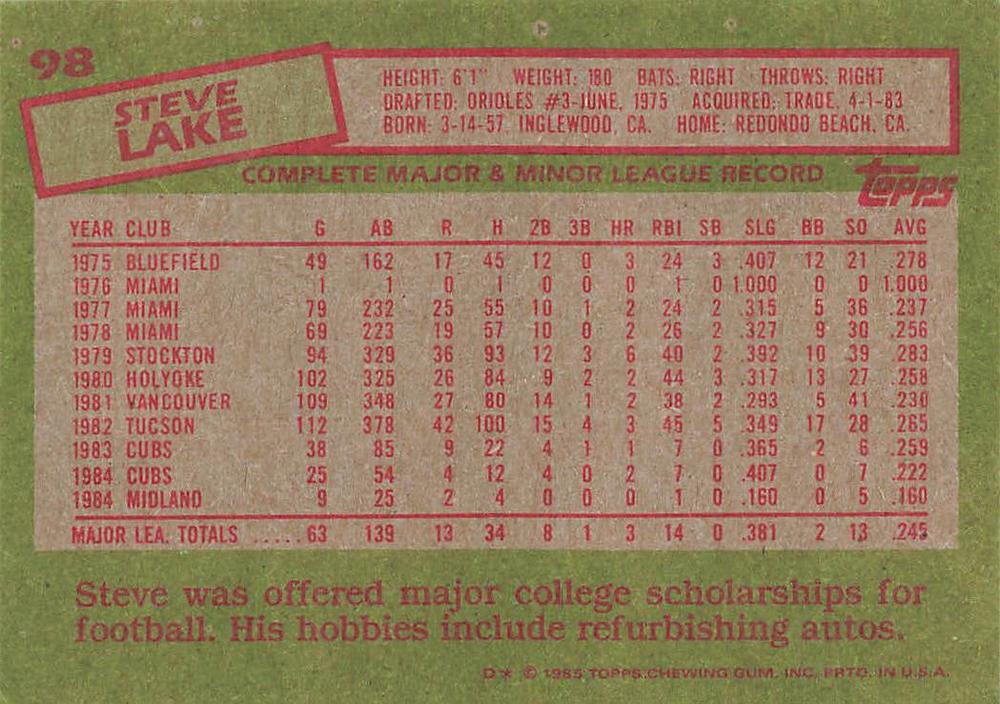 98
STEVE
LAKE
HEIGHT: 6'1" WEIGHT: 180 BATS: RIGHT THROWS: RIGHT
DRAFTED: ORIOLES #3-JUNE, 1975 ACQUIRED: TRADE, 4-1-83
BORN: 3-14-57, INGLEWOOD, CA. HOME: REDONDO BEACH, CA.
COMPLETE MAJOR & MINOR LEAGUE RECORD
topps
YEAR CLUB G AB R H 2B 3B HR RBI SB SLG BB SO AVG
1975 BLUEFIELD 49 162 17 45 12 0 3 24 3 .407 12 21 .278
1976 MIAMI 1 1 0 1 0 0 0 1 0 1.000 0 0 1.000
1977 MIAMI 79 232 25 55 10 1 2 24 2 .315 5 36 .237
1978 MIAMI 69 223 19 57 10 0 2 26 2 .327 9 30 .256
1979 STOCKTON 94 329 36 93 12 3 6 40 2 .392 10 39 .283
1980 HOLYOKE 102 325 26 84 9 2 2 44 3 .317 13 27 .258
1981 VANCOUVER 109 348 27 80 14 1 2 38 2 .293 5 41 .230
1982 TUCSON 112 378 42 100 15 4 3 45 5 .349 17 28 .265
1983 CUBS 38 85 9 22 4 1 1 7 0 .365 2 6 .259
1984 CUBS 25 54 4 12 4 0 2 7 0 .407 0 7 .222
1984 MIDLAND 9 25 2 4 0 0 0 1 0 .160 0 5 .160
MAJOR LEA. TOTALS .....63 139 13 34 8 1 3 14 0 .381 2 13 .245
Steve was offered major college scholarships for
football. His hobbies include refurbishing autos.
D* © 1985 TOPPS CHEWING GUM, INC. PRTD. IN U.S.A.